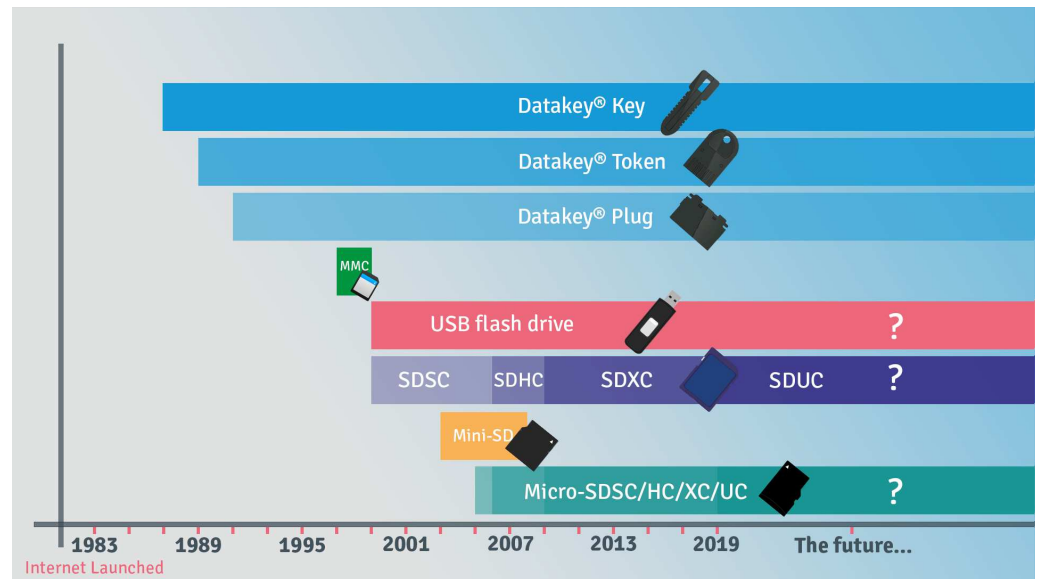 Datakey® Key
Datakey® Token
Datakey® Plug
MMC
USB flash drive ?
SDSC SDHC SDXC SDUC ?
Mini-SD
Micro-SDSC/HC/XC/UC ?
1983 1989 1995 2001 2007 2013 2019 The future...
Internet Launched